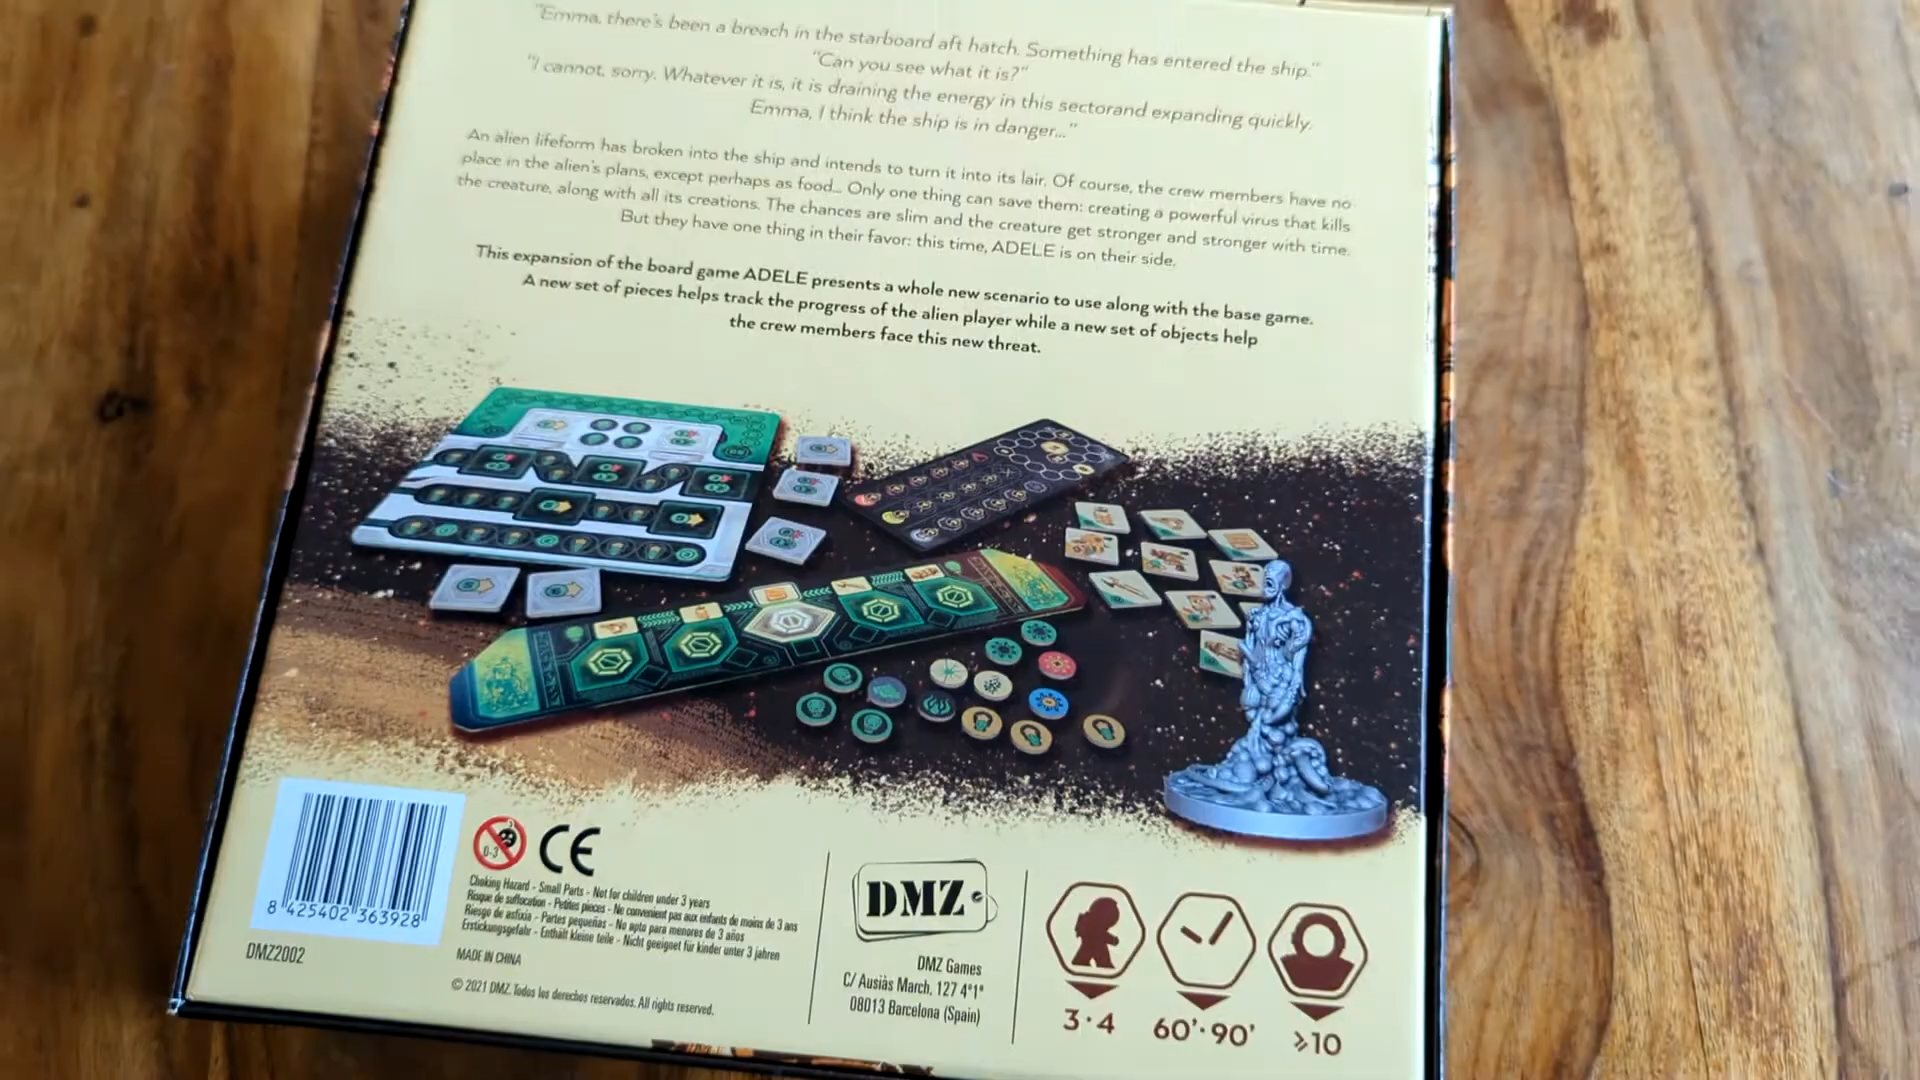 "Emma, there's been a breach in the starboard aft hatch. Something has entered the ship."
"Can you see what it is?"
"I cannot, sorry. Whatever it is, it is draining the energy in this sectorand expanding quickly.
Emma, I think the ship is in danger..."
An alien lifeform has broken into the ship and intends to turn it into its lair. Of course, the crew members have no
place in the alien's plans, except perhaps as food... Only one thing can save them: creating a powerful virus that kills
the creature, along with all its creations. The chances are slim and the creature get stronger and stronger with time.
But they have one thing in their favor: this time, ADELE is on their side.
This expansion of the board game ADELE presents a whole new scenario to use along with the base game.
A new set of pieces helps track the progress of the alien player while a new set of objects help
the crew members face this new threat.
8 425402 363928
DMZ2002
0-3
CE
Choking Hazard - Small Parts - Not for children under 3 years
Risque de suffocation - Petites pièces - Ne convenient pas aux enfants de moins de 3 ans
Riesgo de asfixia - Partes pequeñas - No apto para menores de 3 años
Erstickungsgefahr - Enthält kleine teile - Nicht geeignet für kinder unter 3 jahren
MADE IN CHINA
© 2021 DMZ. Todos los derechos reservados. All rights reserved.
DMZ
DMZ Games
C/ Ausiàs March, 127 4º1ª
08013 Barcelona (Spain)
3·4
60'·90'
⩾10